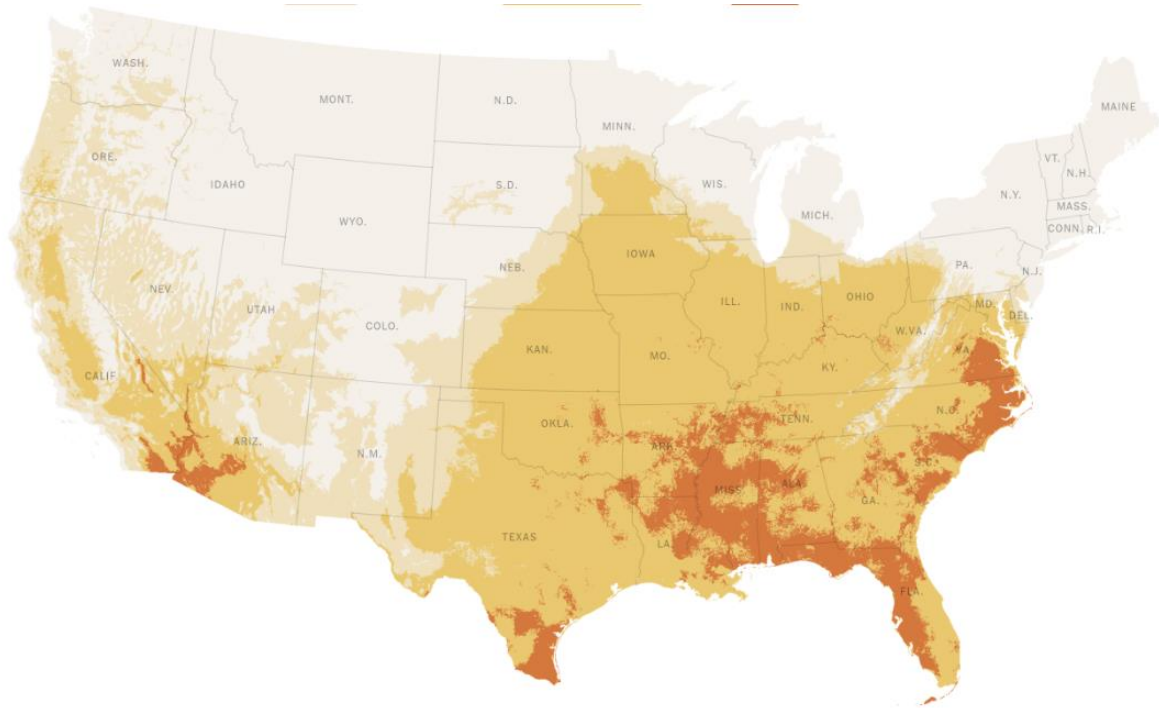 WASH.
MONT.
N.D.
MINN.
MAINE
VT.
N.H.
ORE.
IDAHO
S.D.
WIS.
N.Y.
MASS.
MICH.
CONN.
R.I.
WYO.
NEB.
IOWA
PA.
N.J.
NEV.
UTAH
COLO.
ILL.
IND.
OHIO
MD.
DEL.
W.VA.
VA.
CALIF.
KAN.
MO.
KY.
ARIZ.
N.M.
OKLA.
ARK.
TENN.
N.C.
S.C.
MISS.
ALA.
GA.
TEXAS
LA.
FLA.